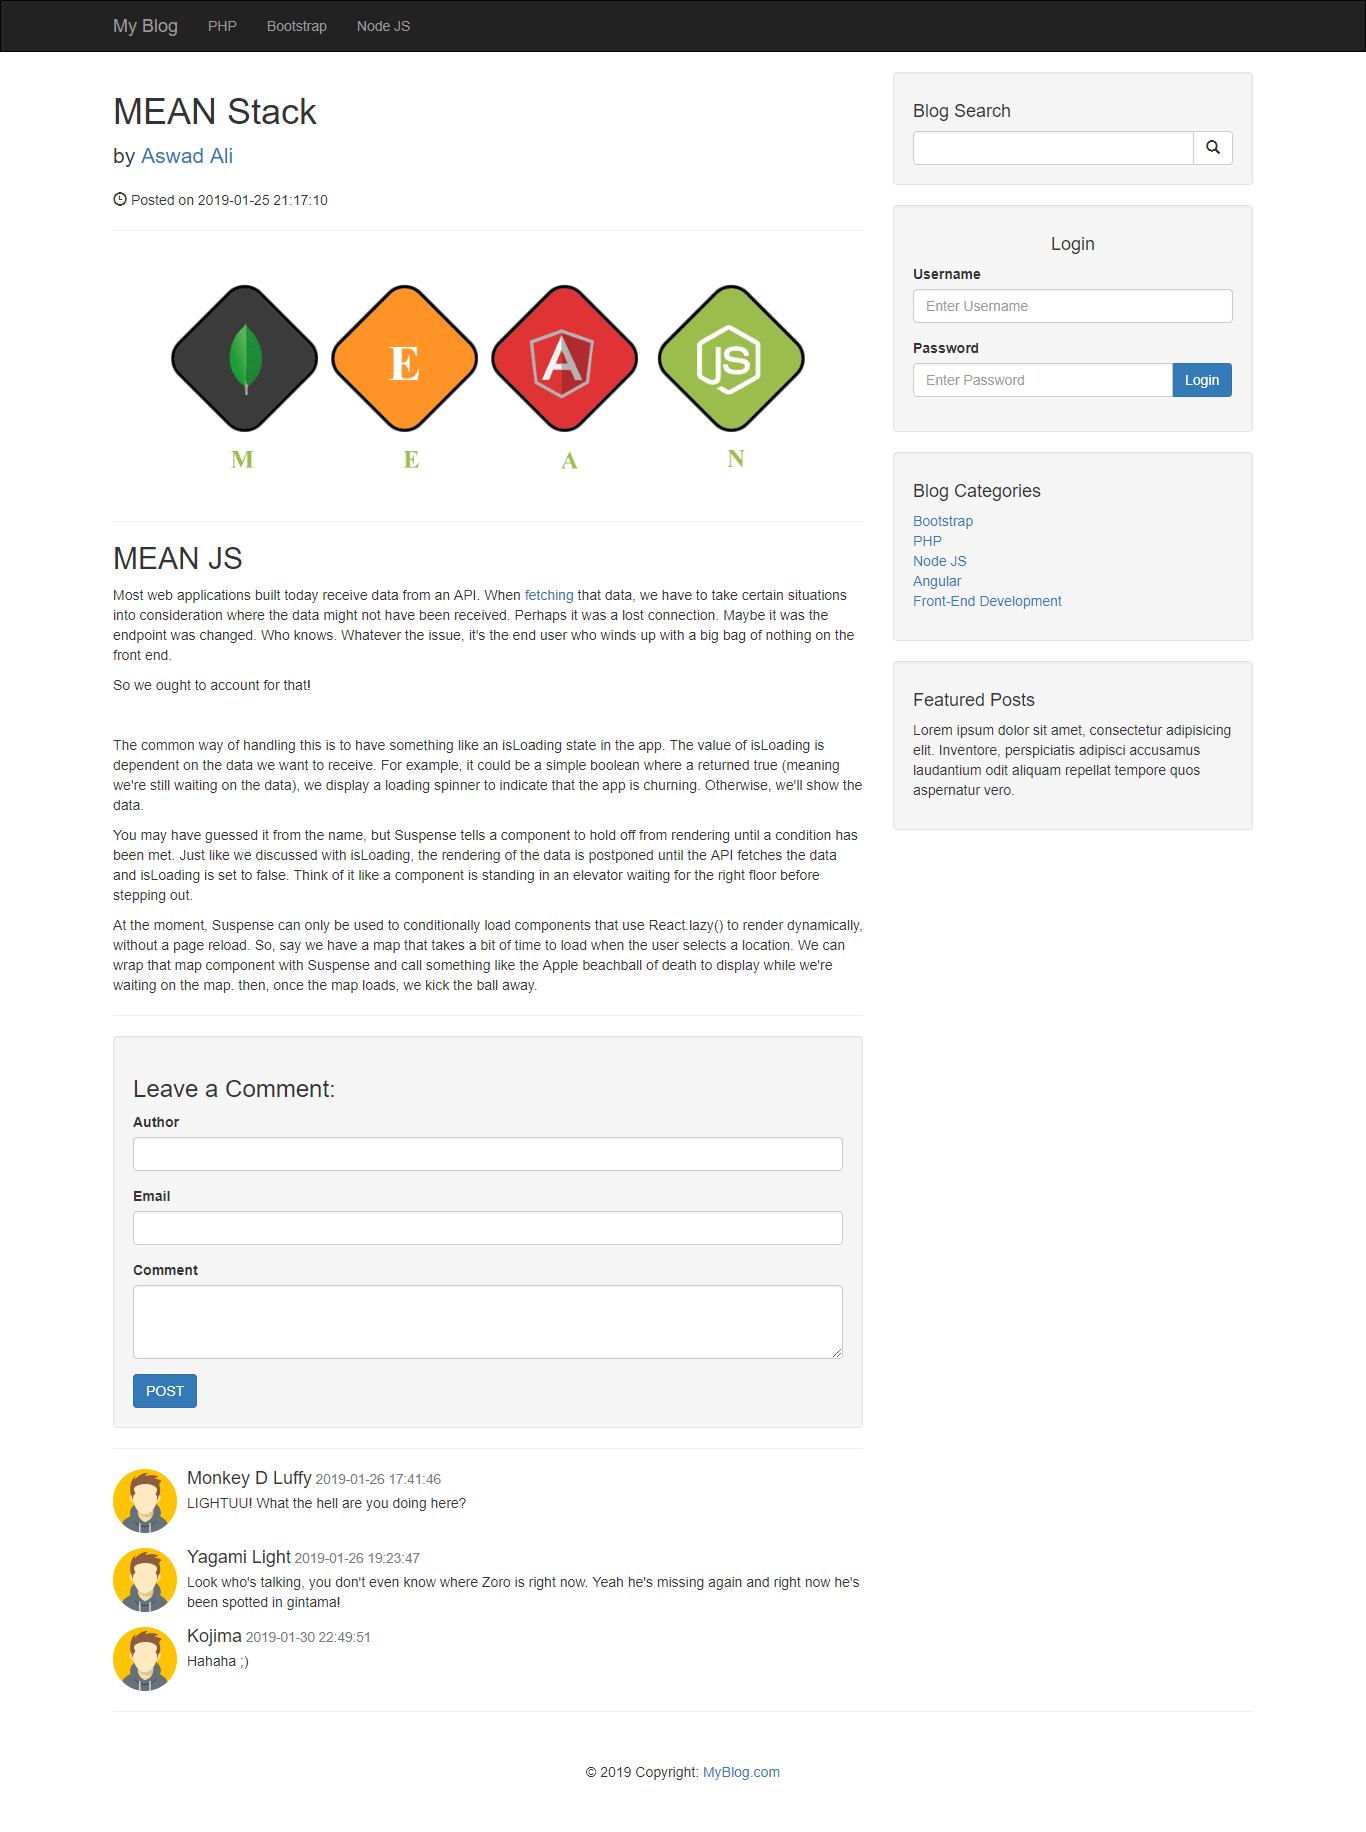 My Blog PHP Bootstrap Node JS
MEAN Stack
by Aswad Ali
Posted on 2019-01-25 21:17:10
E
A
JS
M E A N
MEAN JS
Most web applications built today receive data from an API. When fetching that data, we have to take certain situations
into consideration where the data might not have been received. Perhaps it was a lost connection. Maybe it was the
endpoint was changed. Who knows. Whatever the issue, it's the end user who winds up with a big bag of nothing on the
front end.
So we ought to account for that!
The common way of handling this is to have something like an isLoading state in the app. The value of isLoading is
dependent on the data we want to receive. For example, it could be a simple boolean where a returned true (meaning
we're still waiting on the data), we display a loading spinner to indicate that the app is churning. Otherwise, we'll show the
data.
You may have guessed it from the name, but Suspense tells a component to hold off from rendering until a condition has
been met. Just like we discussed with isLoading, the rendering of the data is postponed until the API fetches the data
and isLoading is set to false. Think of it like a component is standing in an elevator waiting for the right floor before
stepping out.
At the moment, Suspense can only be used to conditionally load components that use React.lazy() to render dynamically,
without a page reload. So, say we have a map that takes a bit of time to load when the user selects a location. We can
wrap that map component with Suspense and call something like the Apple beachball of death to display while we're
waiting on the map. then, once the map loads, we kick the ball away.
Leave a Comment:
Author
Email
Comment
POST
Monkey D Luffy 2019-01-26 17:41:46
LIGHTUU! What the hell are you doing here?
Yagami Light 2019-01-26 19:23:47
Look who's talking, you don't even know where Zoro is right now. Yeah he's missing again and right now he's
been spotted in gintama!
Kojima 2019-01-30 22:49:51
Hahaha ;)
Blog Search
Login
Username
Enter Username
Password
Enter Password Login
Blog Categories
Bootstrap
PHP
Node JS
Angular
Front-End Development
Featured Posts
Lorem ipsum dolor sit amet, consectetur adipisicing
elit. Inventore, perspiciatis adipisci accusamus
laudantium odit aliquam repellat tempore quos
aspernatur vero.
© 2019 Copyright: MyBlog.com